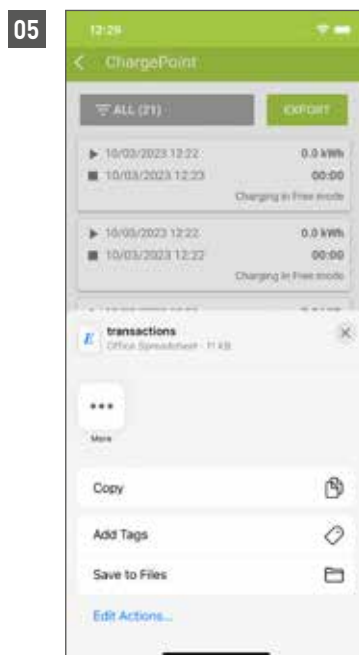 05
12:29
ChargePoint
ALL (21)
EXPORT
10/03/2023 12:22
0.0 kWh
10/03/2023 12:23
00:00
Charging in Free mode
10/03/2023 12:22
0.0 kWh
10/03/2023 12:22
00:00
Charging in Free mode
transactions
Office Spreadsheet · 11 KB
More
Copy
Add Tags
Save to Files
Edit Actions...